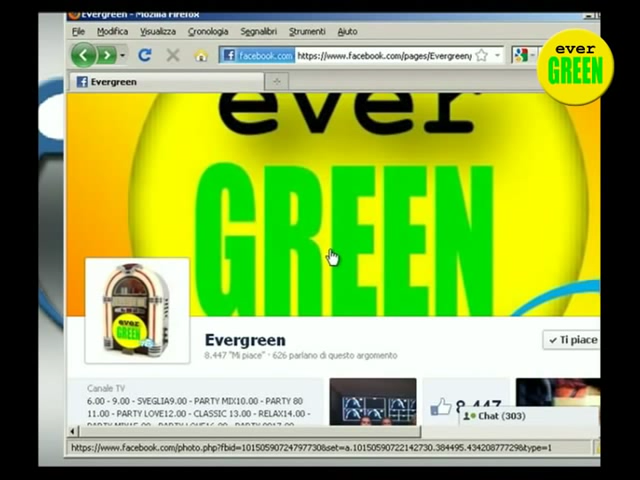 Evergreen - Mozilla Firefox
File Modifica Visualizza Cronologia Segnalibri Strumenti Aiuto
facebook.com https://www.facebook.com/pages/Evergreen/
ever
GREEN
Evergreen
ever
GREEN
ever
GREEN
Evergreen
8.447 "Mi piace" · 626 parlano di questo argomento
Ti piace
Canale TV
6.00 - 9.00 - SVEGLIA9.00 - PARTY MIX10.00 - PARTY 80
11.00 - PARTY LOVE12.00 - CLASSIC 13.00 - RELAX14.00 -
8.447
Chat (303)
https://www.facebook.com/photo.php?fbid=10150590724797730&set=a.10150590722142730.384495.434208777729&type=1